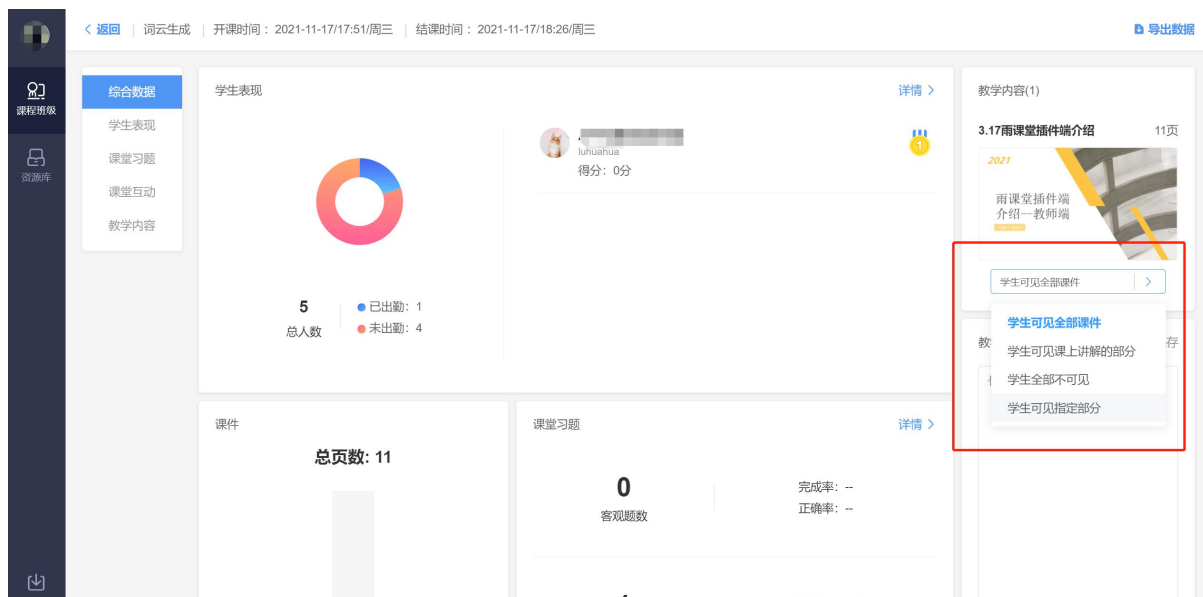 返回
词云生成
开课时间：2021-11-17/17:51/周三
结课时间：2021-11-17/18:26/周三
导出数据
课程班级
资源库
综合数据
学生表现
课堂习题
课堂互动
教学内容
学生表现
详情
luhuahua
得分：0分
1
5
总人数
已出勤：1
未出勤：4
课件
总页数: 11
课堂习题
详情
0
客观题数
完成率：--
正确率：--
教学内容(1)
3.17雨课堂插件端介绍
11页
2021
雨课堂插件端
介绍--教师端
学生可见全部课件
学生可见全部课件
学生可见课上讲解的部分
学生全部不可见
学生可见指定部分
教
存